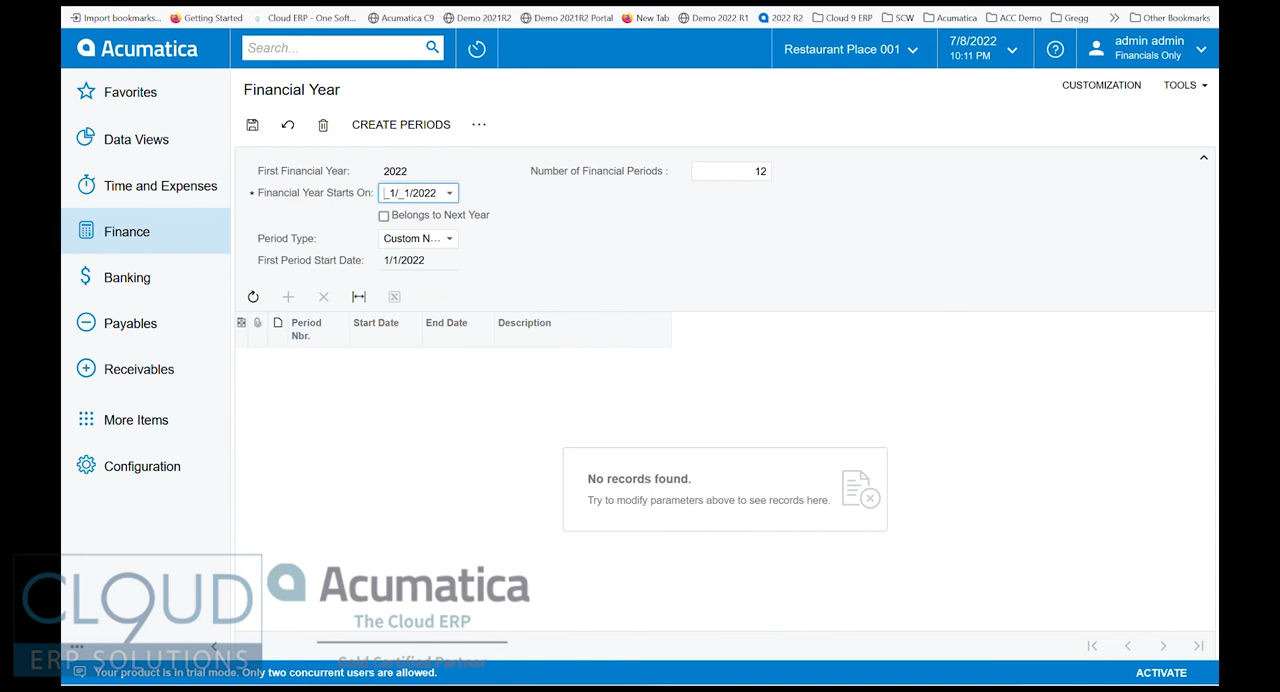 Import bookmarks... Getting Started Cloud ERP - One Soft... Acumatica C9 Demo 2021R2 Demo 2021R2 Portal New Tab Demo 2022 R1 2022 R2 Cloud 9 ERP SCW Acumatica ACC Demo Gregg Other Bookmarks
Acumatica Search... Restaurant Place 001 7/8/2022 10:11 PM admin admin Financials Only
Favorites
Data Views
Time and Expenses
Finance
Banking
Payables
Receivables
More Items
Configuration
Financial Year CUSTOMIZATION TOOLS
CREATE PERIODS ...
First Financial Year: 2022 Number of Financial Periods : 12
* Financial Year Starts On: _1/_1/2022
Belongs to Next Year
Period Type: Custom N...
First Period Start Date: 1/1/2022
Period Nbr. Start Date End Date Description
No records found.
Try to modify parameters above to see records here.
CLOUD 9
ERP SOLUTIONS
Acumatica
The Cloud ERP
Gold Certified Partner
Your product is in trial mode. Only two concurrent users are allowed. ACTIVATE